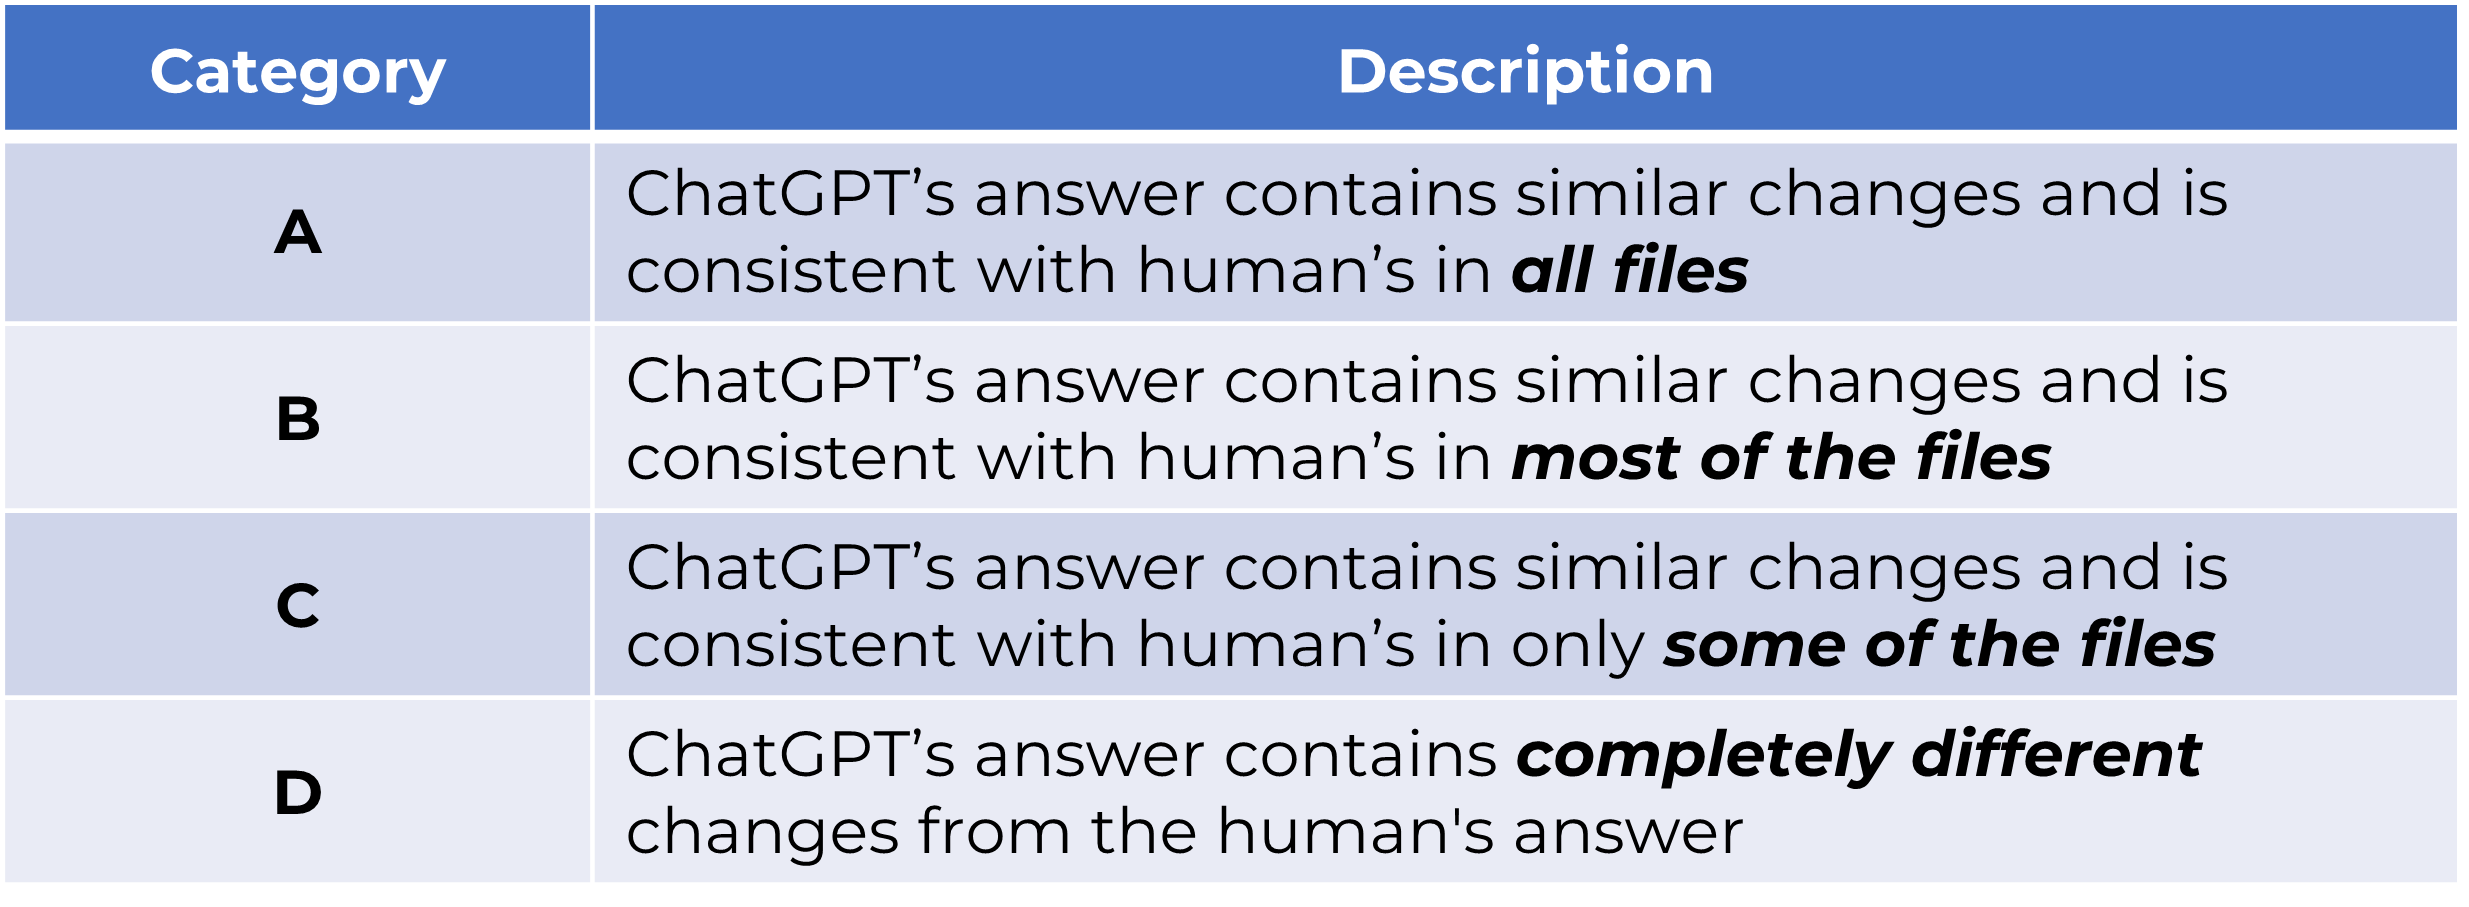 Category Description
A
ChatGPT’s answer contains similar changes and is
consistent with human’s in all files
B
ChatGPT’s answer contains similar changes and is
consistent with human’s in most of the files
C
ChatGPT’s answer contains similar changes and is
consistent with human’s in only some of the files
D
ChatGPT’s answer contains completely different
changes from the human's answer